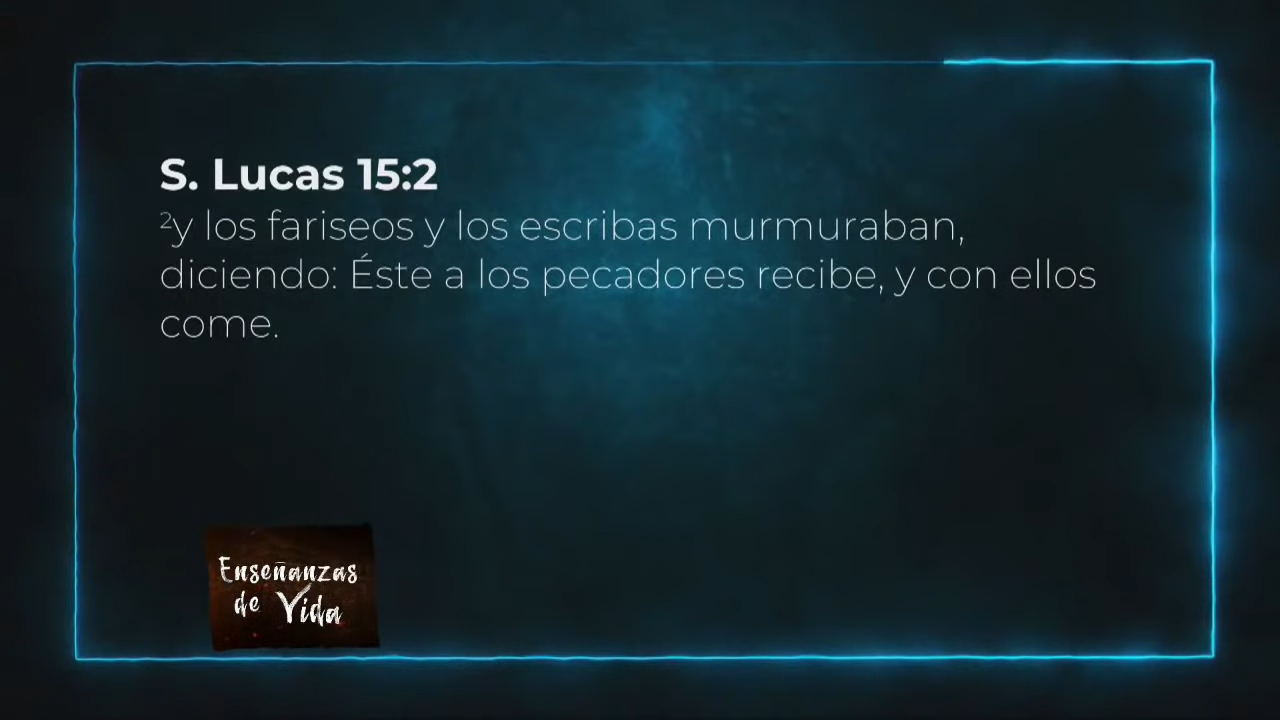 S. Lucas 15:2
²y los fariseos y los escribas murmuraban,
diciendo: Éste a los pecadores recibe, y con ellos
come.
Enseñanzas
de Vida